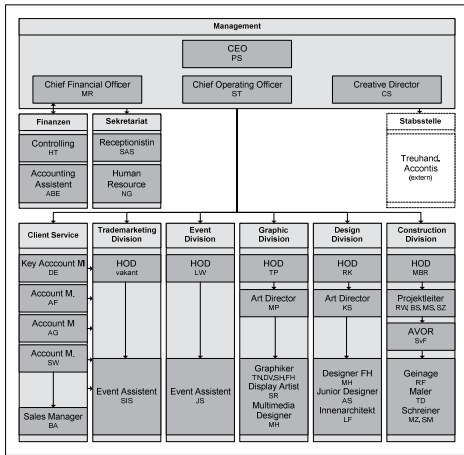 Management
CEO
PS
Chief Financial Officer
MR
Chief Operating Officer
ST
Creative Director
CS
Finanzen
Controlling
HT
Accounting
Assistent
ABE
Sekretariat
Receptionistin
SAS
Human
Resource
NG
Stabsstelle
Treuhand,
Accontis
(extern)
Client Service
Key Acccount M
DE
Account M.
AF
Account M
AG
Account M.
SW
Sales Manager
BA
Trademarketing
Division
HOD
vakant
Event Assistent
SIS
Event
Division
HOD
LW
Event Assistent
JS
Graphic
Division
HOD
TP
Art Director
MP
Graphiker
TN,DV,SH,FH
Display Artist
SR
Multimedia
Designer
MH
Design
Division
HOD
RK
Art Director
KS
Designer FH
MH
Junior Designer
AS
Innenarchitekt
LF
Construction
Division
HOD
MBR
Projektleiter
RW, BS, MS, SZ
AVOR
SvF
Geinage
RF
Maler
TD
Schreiner
MZ, SM